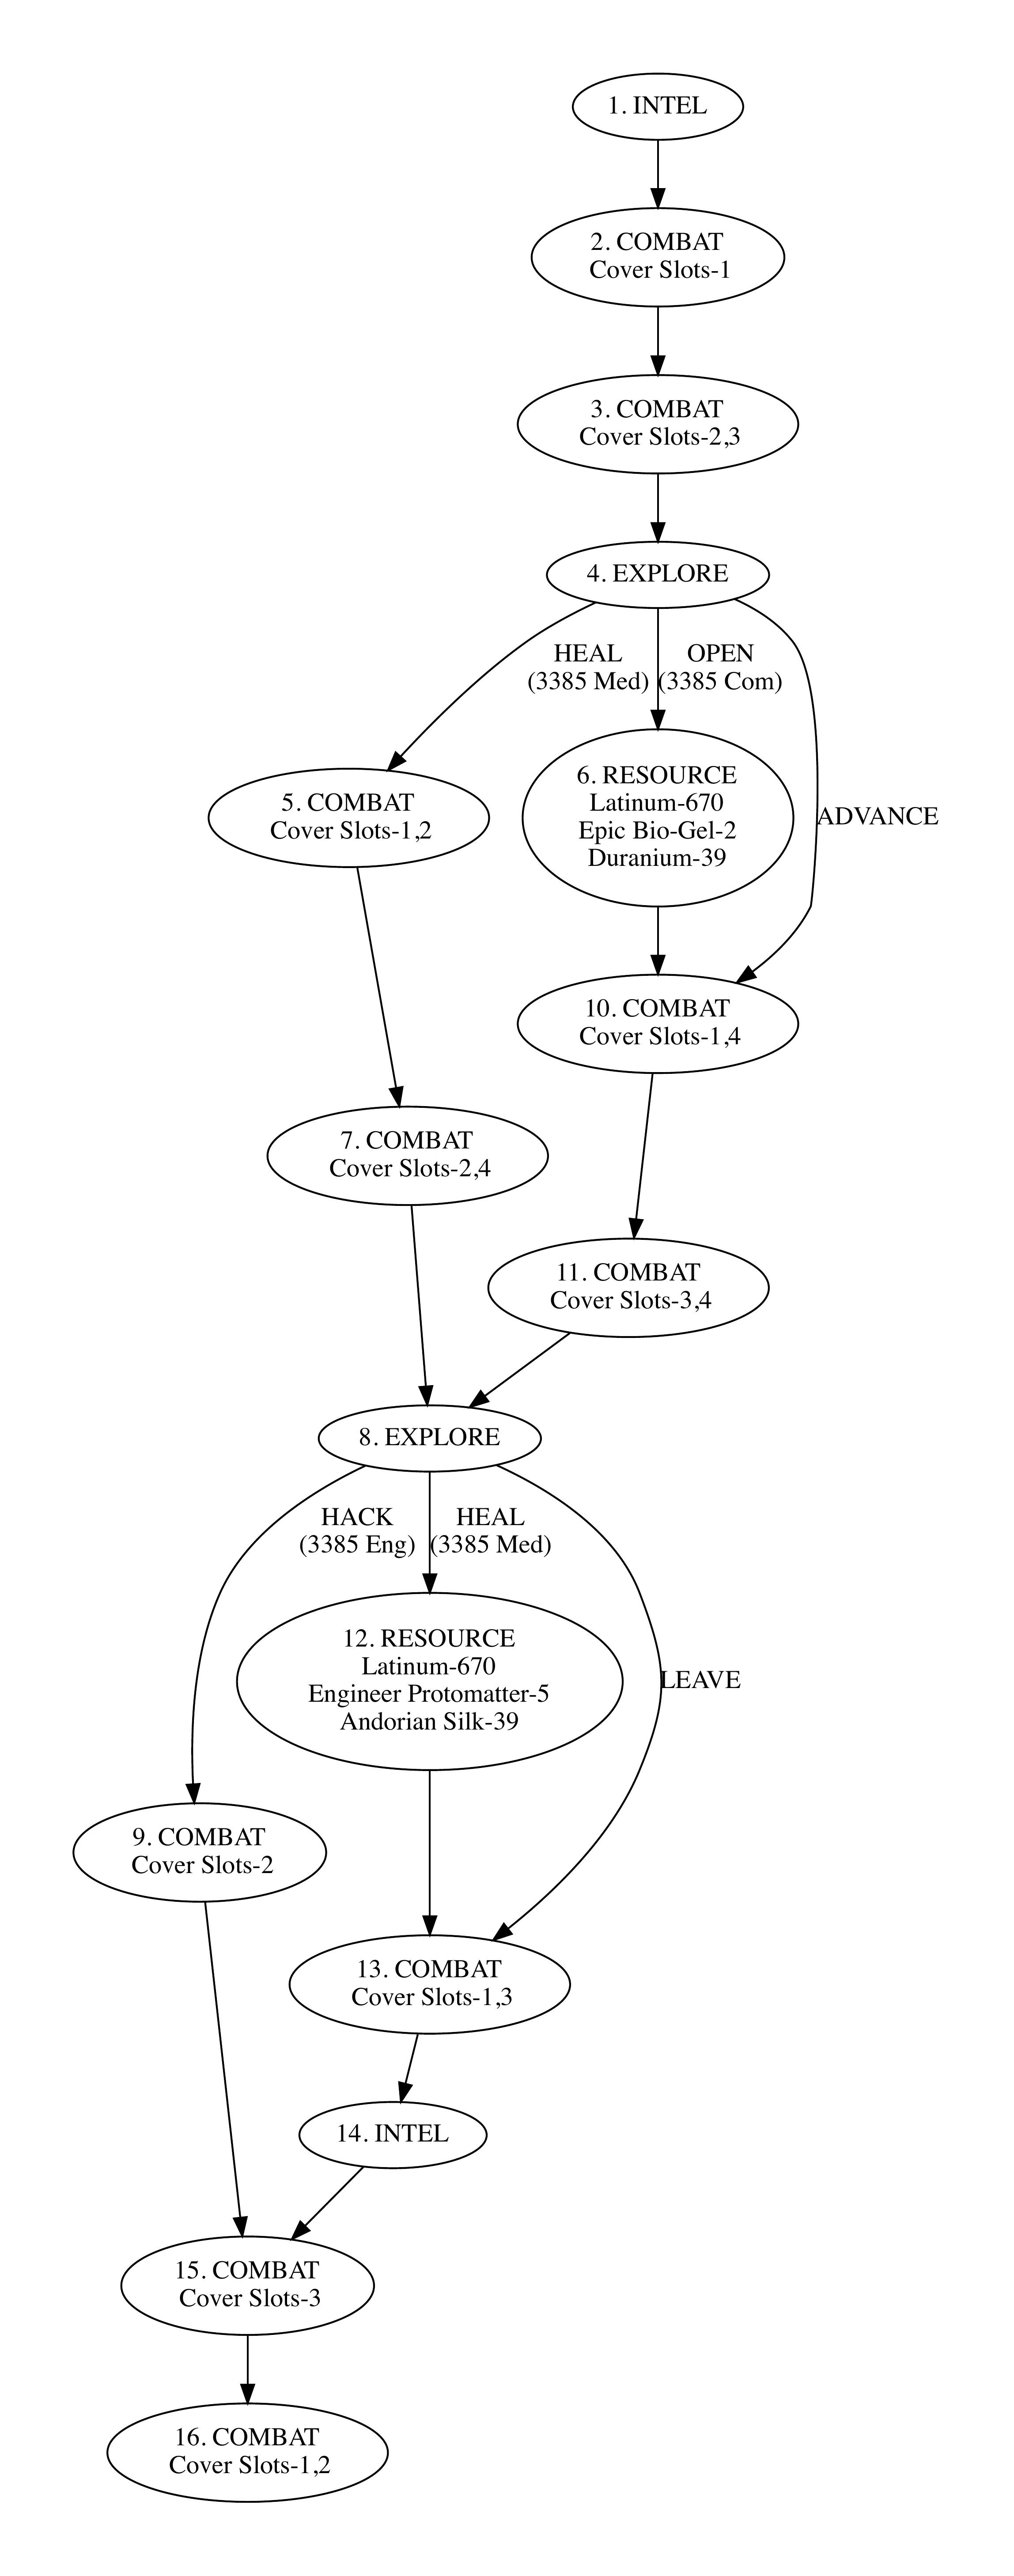 1. INTEL
2. COMBAT
Cover Slots-1
3. COMBAT
Cover Slots-2,3
4. EXPLORE
HEAL
(3385 Med)
OPEN
(3385 Com)
5. COMBAT
Cover Slots-1,2
6. RESOURCE
Latinum-670
Epic Bio-Gel-2
Duranium-39
ADVANCE
10. COMBAT
Cover Slots-1,4
7. COMBAT
Cover Slots-2,4
11. COMBAT
Cover Slots-3,4
8. EXPLORE
HACK
(3385 Eng)
HEAL
(3385 Med)
12. RESOURCE
Latinum-670
Engineer Protomatter-5
Andorian Silk-39
LEAVE
9. COMBAT
Cover Slots-2
13. COMBAT
Cover Slots-1,3
14. INTEL
15. COMBAT
Cover Slots-3
16. COMBAT
Cover Slots-1,2